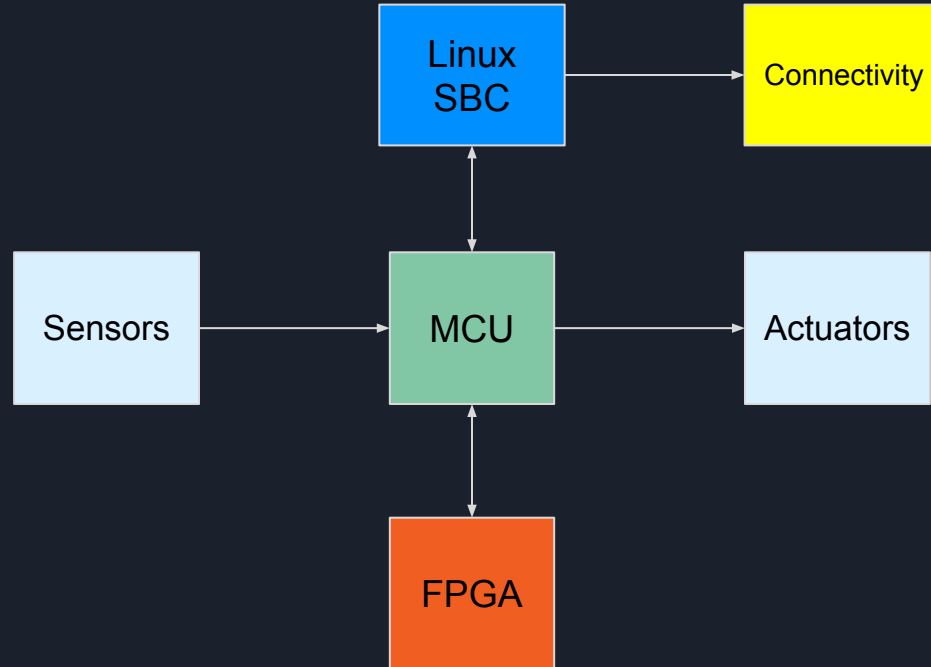 Linux
SBC
Connectivity
Sensors
MCU
Actuators
FPGA